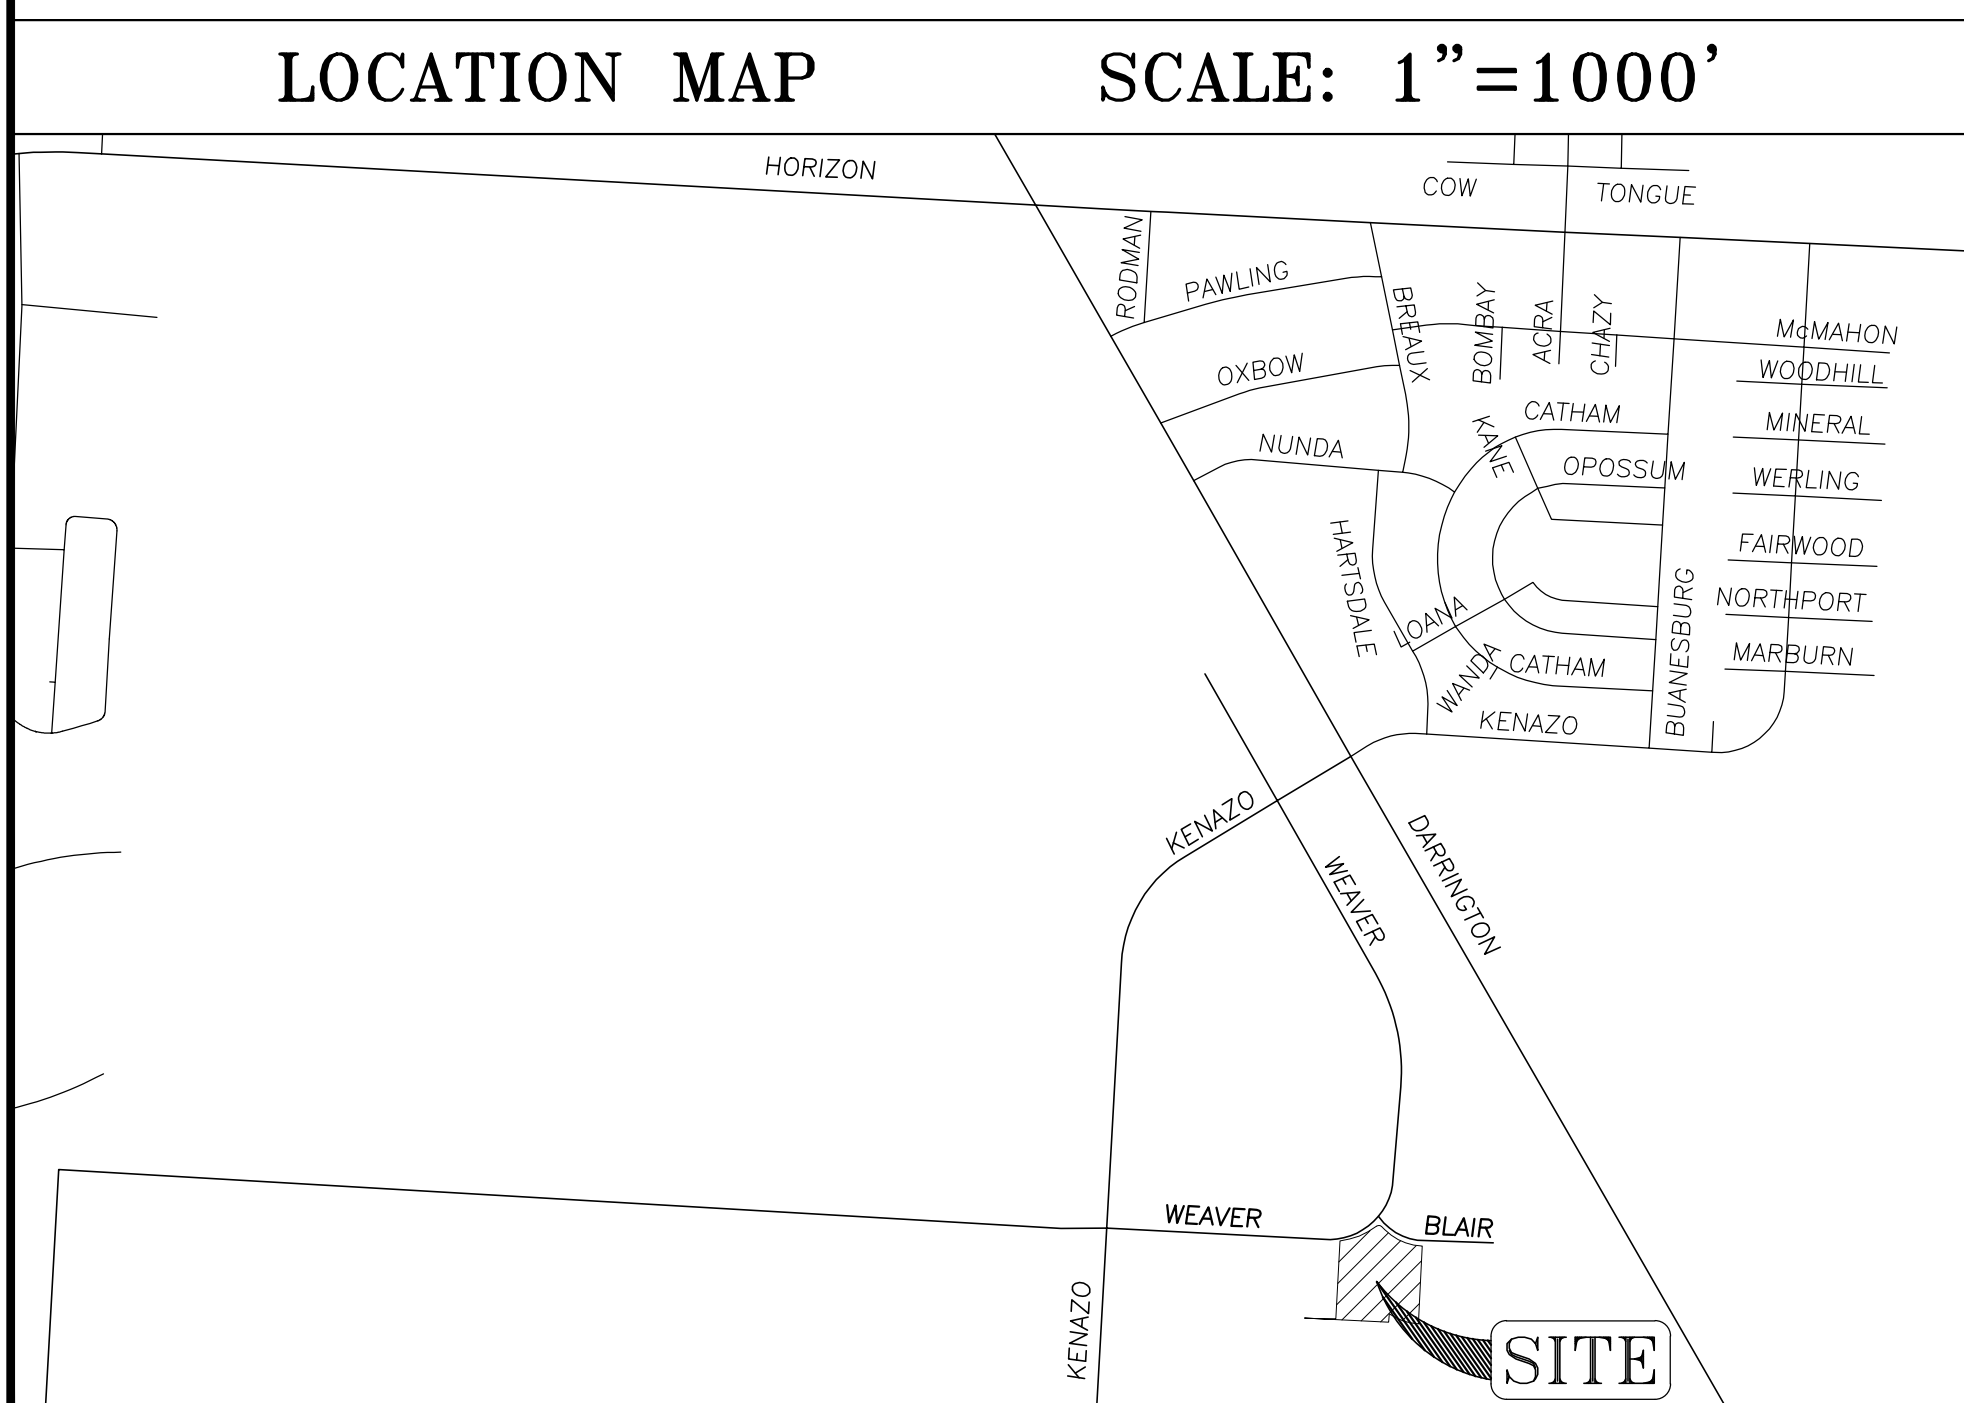 LOCATION MAP SCALE: 1"=1000'
HORIZON
COW
TONGUE
RODMAN
PAWLING
BREAUX
BOMBAY
ACRA
CHAZY
McMAHON
WOODHILL
OXBOW
CATHAM
KANE
MINERAL
NUNDA
OPOSSUM
WERLING
HARTSDALE
FAIRWOOD
LOANA
BUANESBURG
NORTHPORT
WANDA
CATHAM
MARBURN
KENAZO
KENAZO
WEAVER
DARRINGTON
WEAVER
BLAIR
KENAZO
SITE